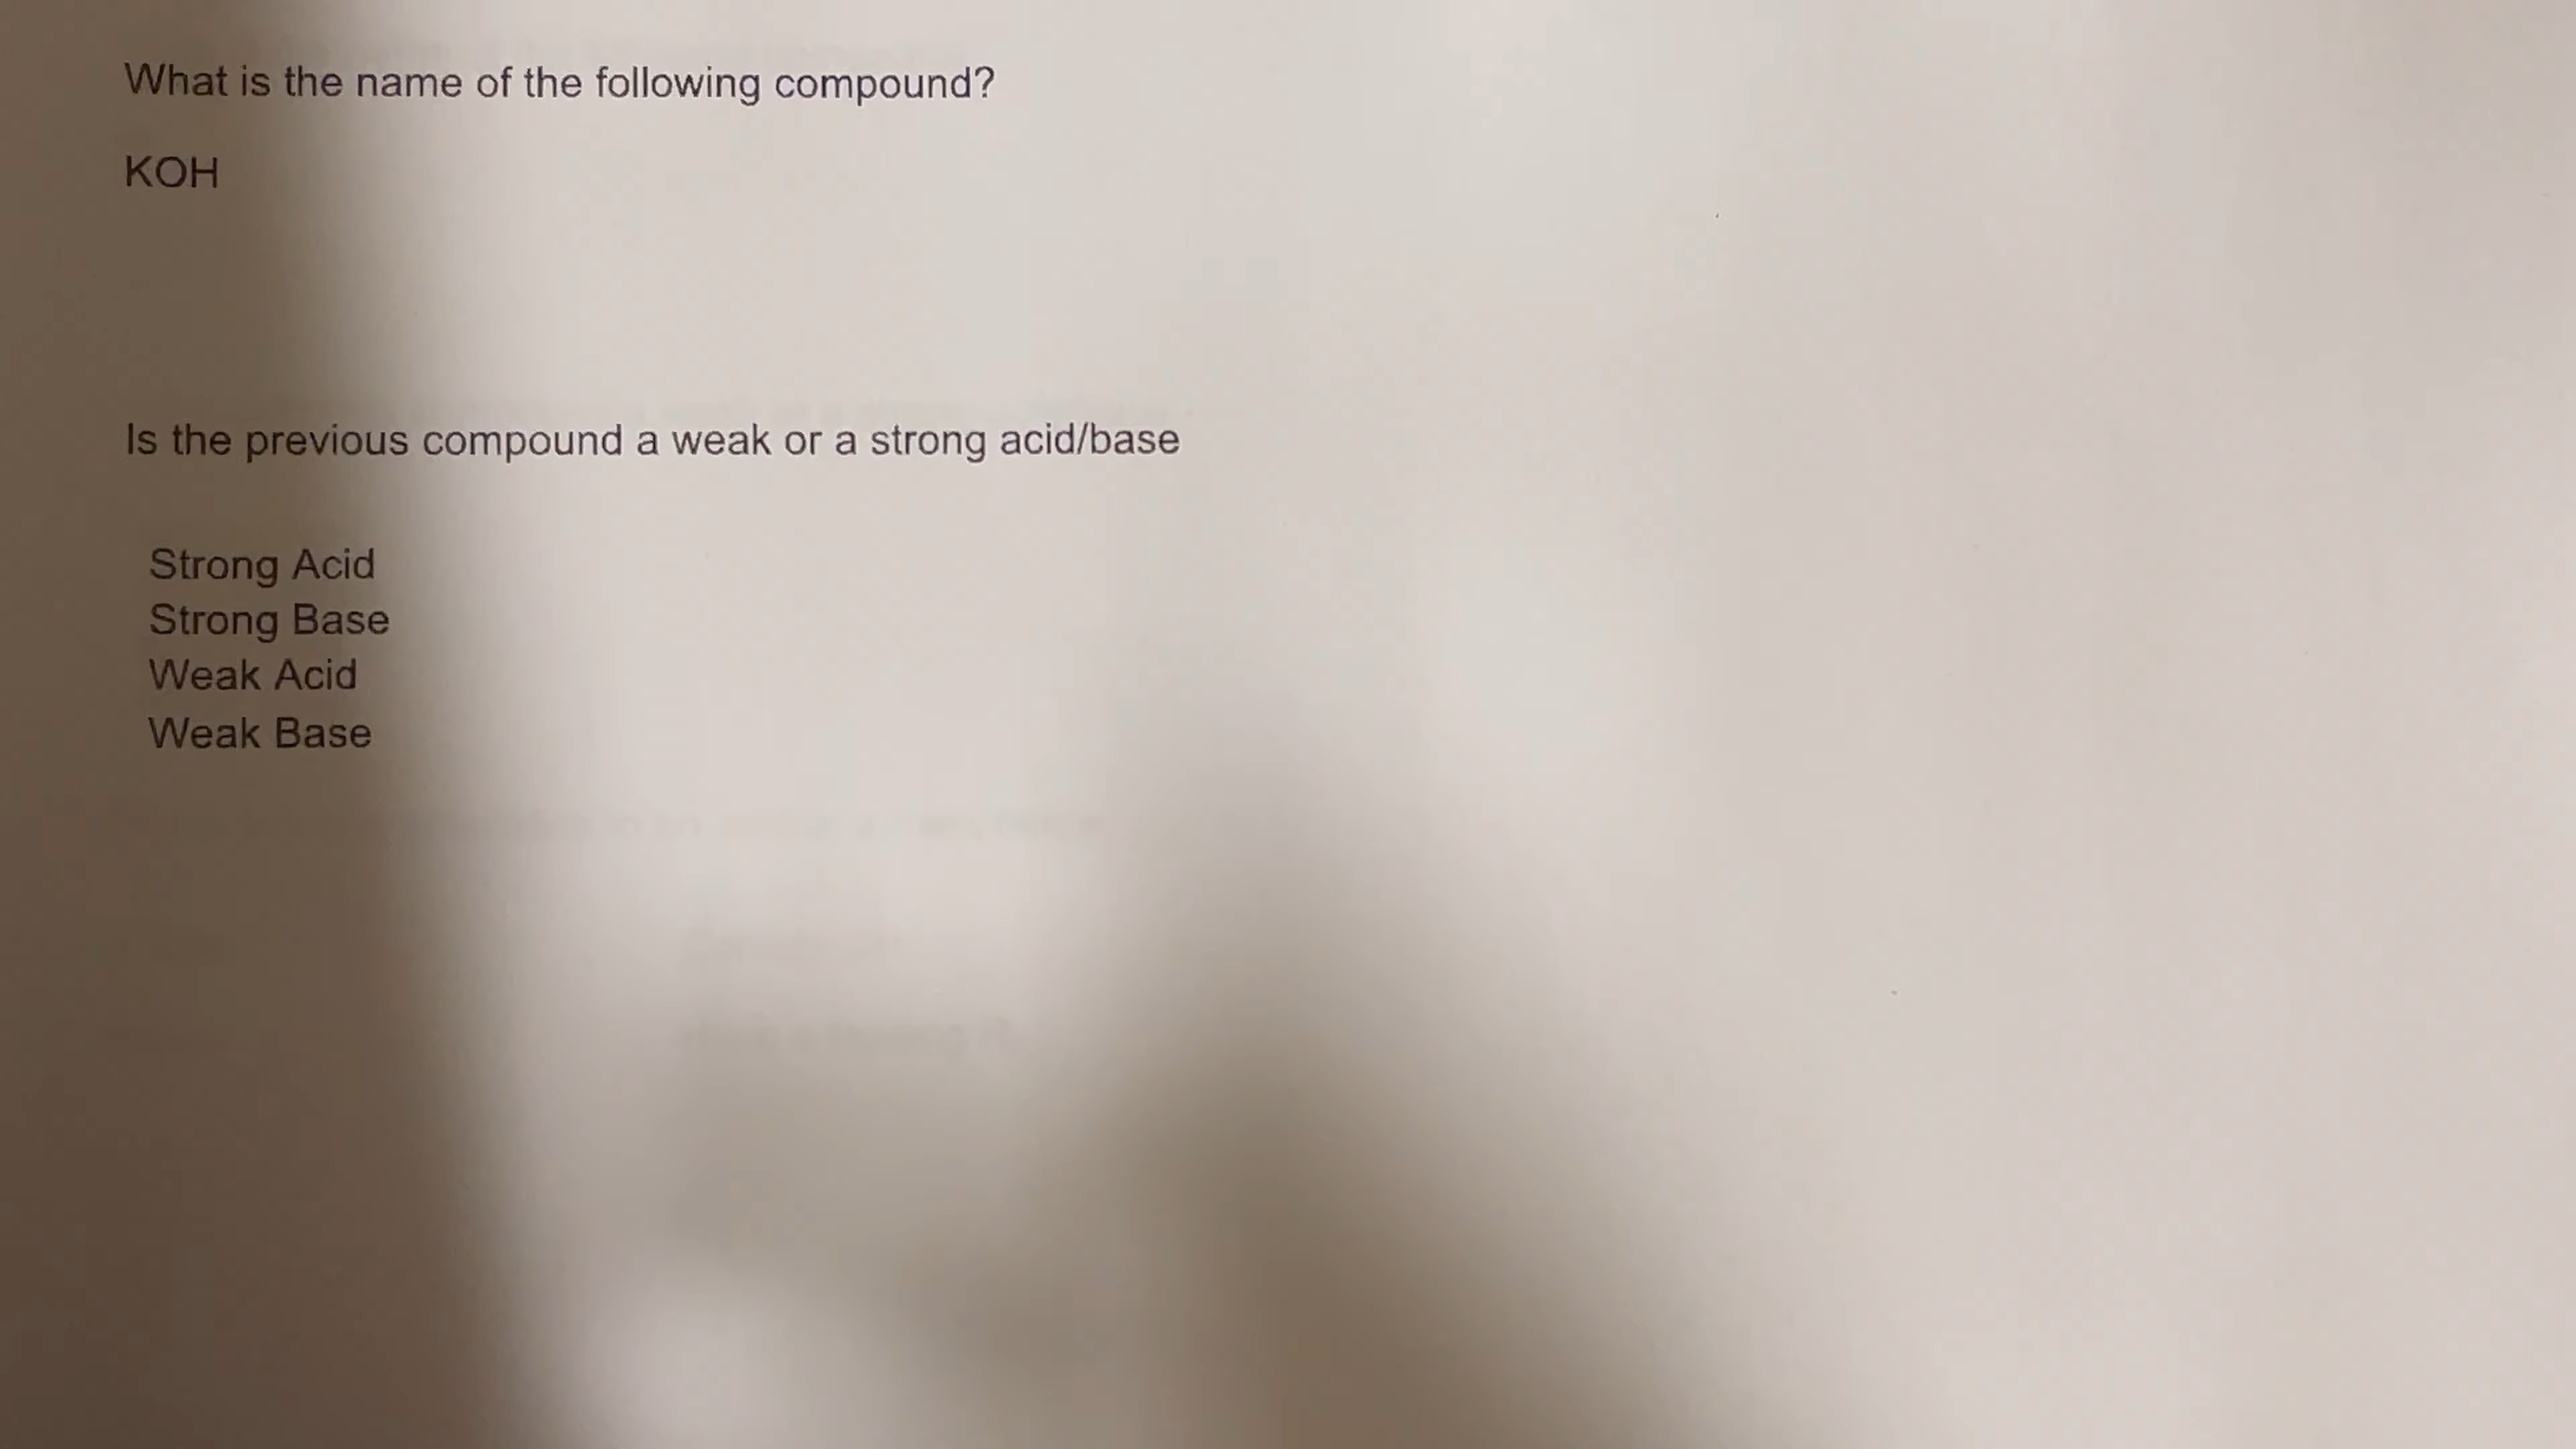 What is the name of the following compound?
KOH
Is the previous compound a weak or a strong acid/base
Strong Acid
Strong Base
Weak Acid
Weak Base